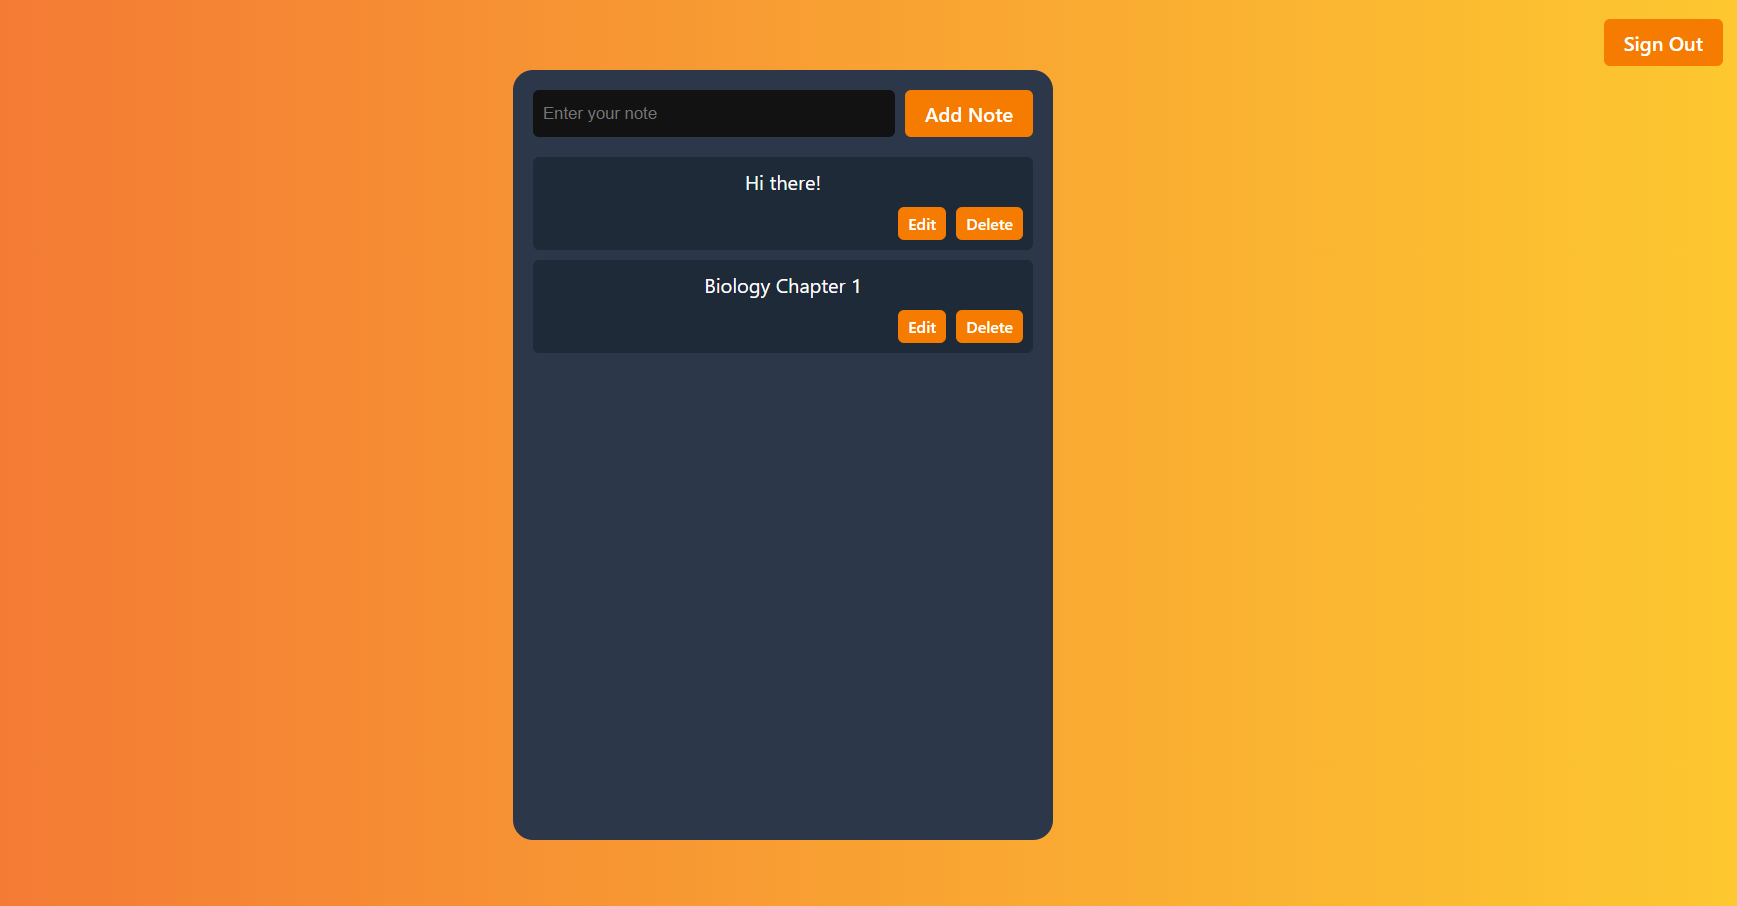 Sign Out
Enter your note
Add Note
Hi there!
Edit Delete
Biology Chapter 1
Edit Delete